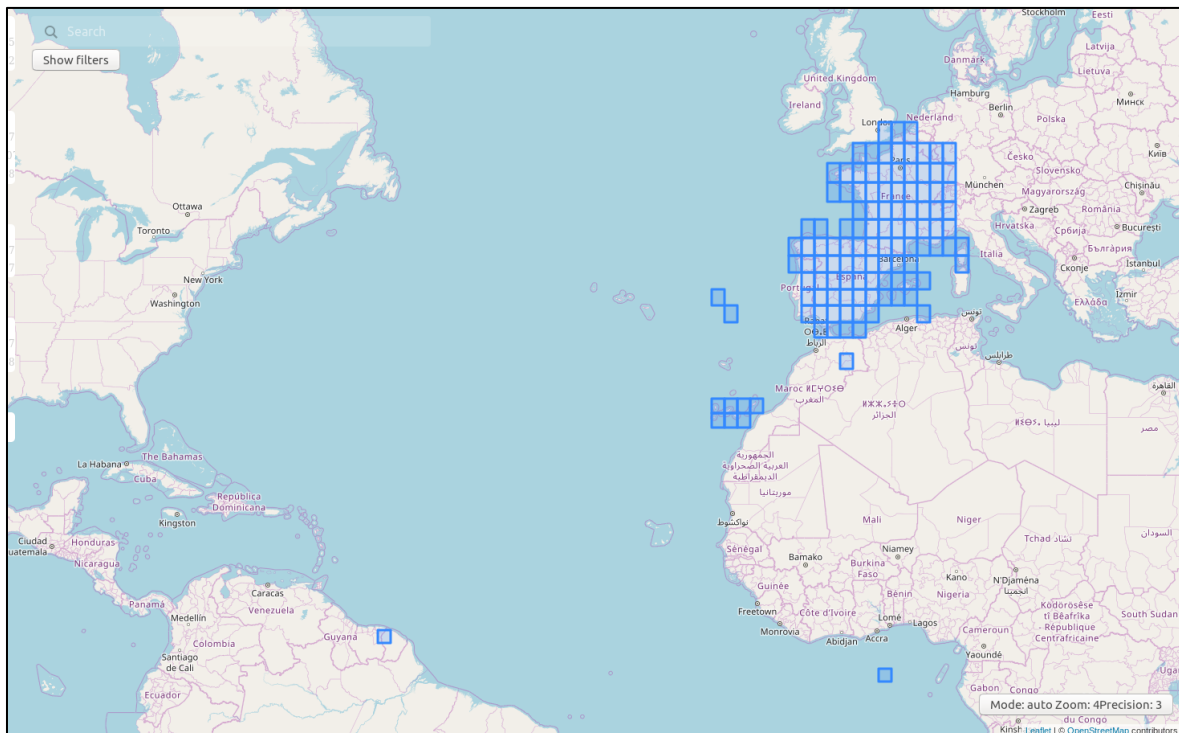 Stockholm
Eesti
Search
Latvija
Show filters
Danmark
Lietuva
United Kingdom
Hamburg
Минск
Ireland
Berlin
Nederland
Polska
Київ
Paris
Česko
Slovensko
München
Magyarország
Chișinău
France
Ottawa
Zagreb
România
Hrvatska
Србија
București
Toronto
България
Italia
Barcelona
Скопје
Istanbul
New York
España
Portugal
Ελλάδα
İzmir
Washington
تونس
Alger
الرباط
تونس
طرابلس
القاهرة
Maroc ⵍⵎⵖⵔⵉⴱ
المغرب
الجزائر
ليبيا
مصر
The Bahamas
La Habana
Cuba
الجمهورية
العربية الصحراوية
الديمقراطية
República
Dominicana
موريتانيا
Kingston
نواكشوط
Mali
Niger
Ciudad
uatemala
Honduras
Tchad تشاد
السودان
Nicaragua
Sénégal
Niamey
Bamako
Burkina
Faso
Kano
N'Djaména
انجمينا
Caracas
Guinée
Bénin
Nigeria
Panamá
Venezuela
Freetown
Côte d'Ivoire
Lomé
South Sudan
Medellín
Guyana
Monrovia
Abidjan
Accra
Lagos
Cameroun
Ködörösêse
tî Bêafrîka
- République
Centrafricaine
Colombia
Yaoundé
Santiago
de Cali
Ecuador
Gabon
Congo
Mode: auto Zoom: 4Precision: 3
du Congo
Leaflet | © OpenStreetMap contributors